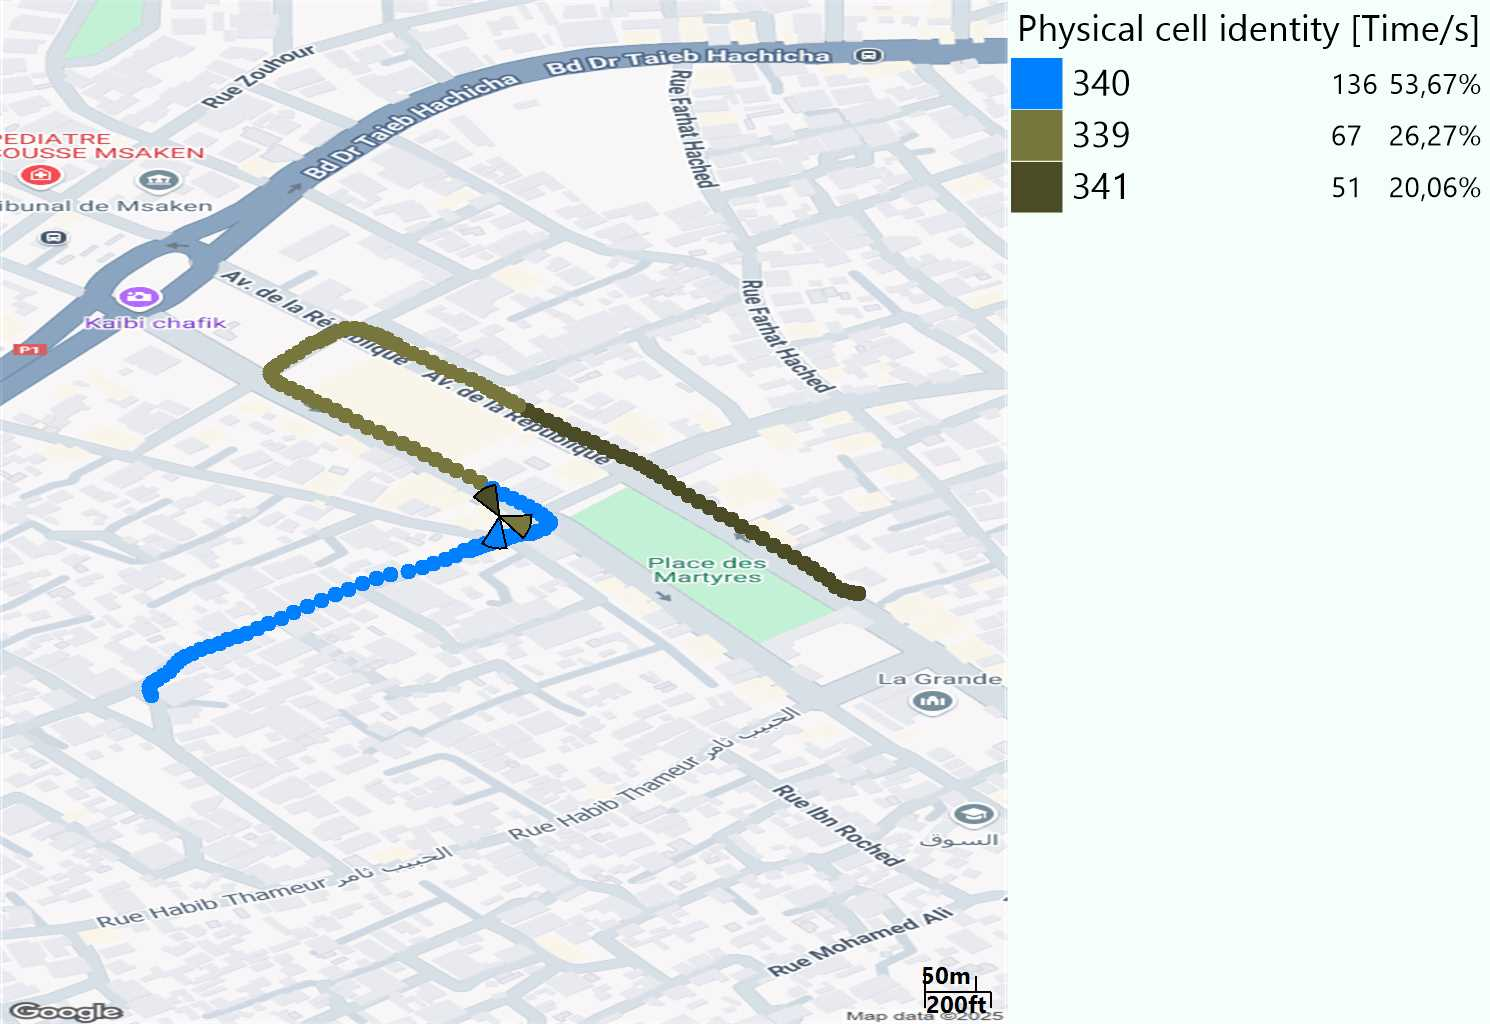 Physical cell identity [Time/s]
340 136 53,67%
339 67 26,27%
341 51 20,06%
Rue Zouhour
Bd Dr Taieb Hachicha
Bd Dr Taieb Hachicha
Rue Farhat Hached
PEDIATRE
SOUSSE MSAKEN
ibunal de Msaken
Av. de la République
Kaibi chafik
P1
Rue Farhat Hached
Av. de la République
Place des
Martyres
La Grande
Rue Habib Thameur الحبيب ثامر
Rue Ibn Roched
السوق
Rue Habib Thameur الحبيب ثامر
Rue Mohamed Ali
50m
200ft
Google
Map data ©2025